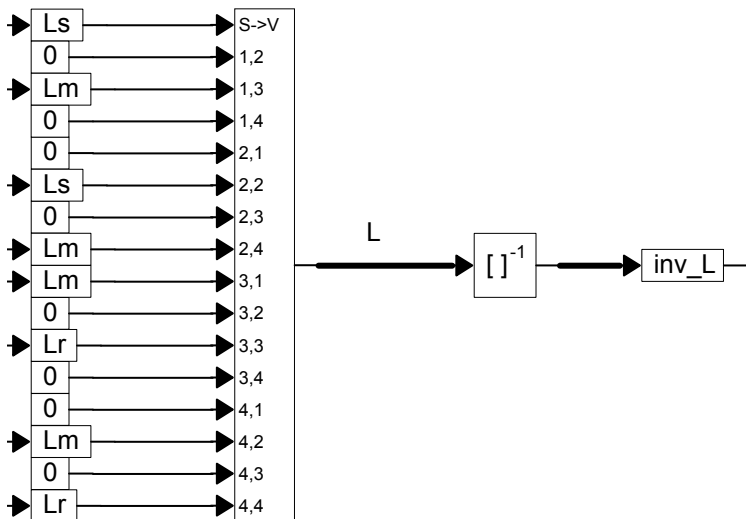 Ls S->V
0 1,2
Lm 1,3
0 1,4
0 2,1
Ls 2,2
0 2,3
Lm 2,4
L
[ ]-1
inv_L
Lm 3,1
0 3,2
Lr 3,3
0 3,4
0 4,1
Lm 4,2
0 4,3
Lr 4,4